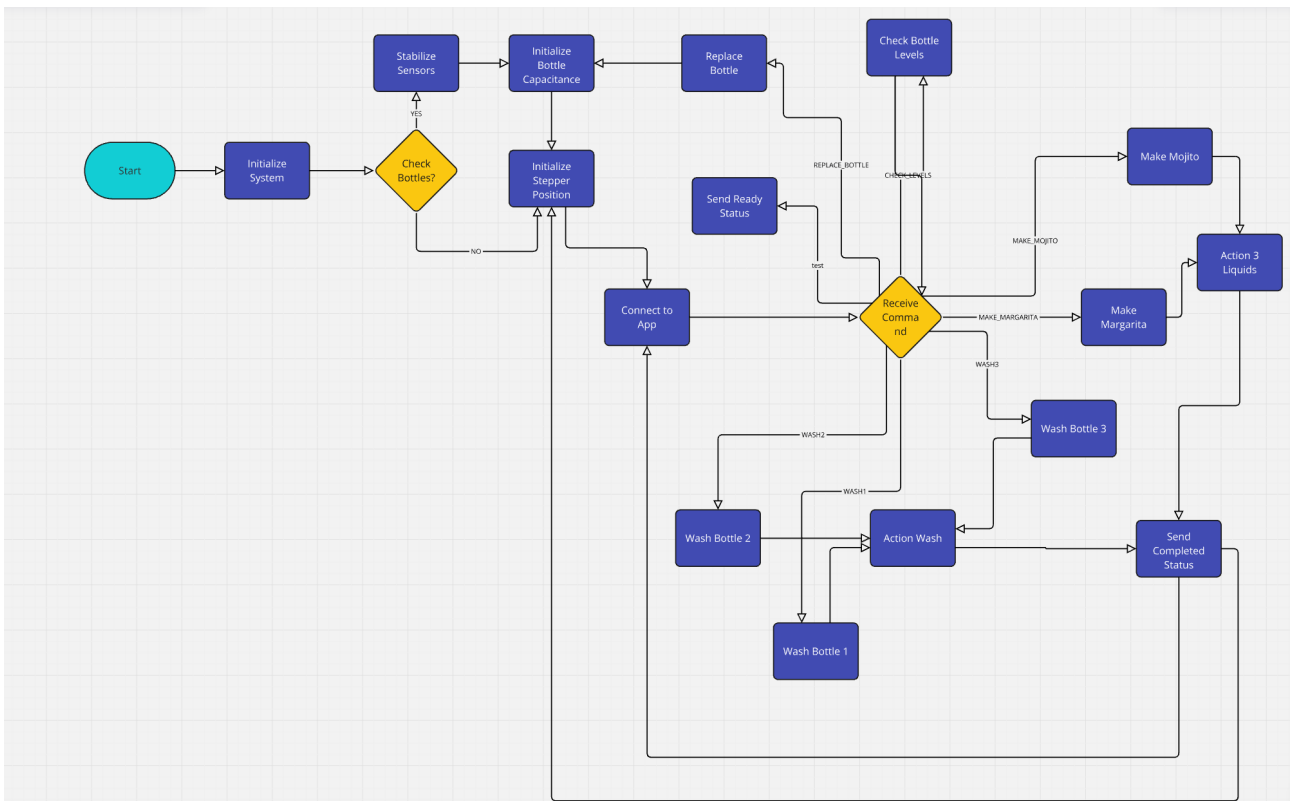 Check Bottle
Levels
Stabilize
Sensors
Initialize
Bottle
Capacitance
Replace
Bottle
YES
Start
Initialize
System
Check
Bottles?
Initialize
Stepper
Position
REPLACE_BOTTLE
CHECK_LEVELS
Make Mojito
Send Ready
Status
NO
test
MAKE_MOJITO
Action 3
Liquids
Connect to
App
Receive
Comma
nd
MAKE_MARGARITA
Make
Margarita
WASH3
Wash Bottle 3
WASH2
WASH1
Wash Bottle 2
Action Wash
Send
Completed
Status
Wash Bottle 1